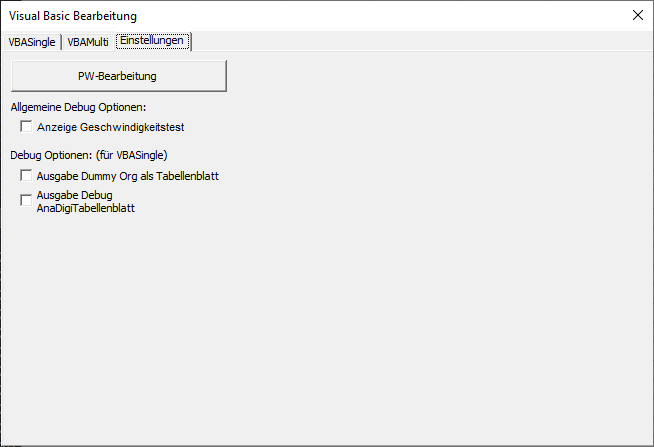 Visual Basic Bearbeitung
VBASingle VBAMulti Einstellungen
PW-Bearbeitung
Allgemeine Debug Optionen:
Anzeige Geschwindigkeitstest
Debug Optionen: (für VBASingle)
Ausgabe Dummy Org als Tabellenblatt
Ausgabe Debug
AnaDigiTabellenblatt